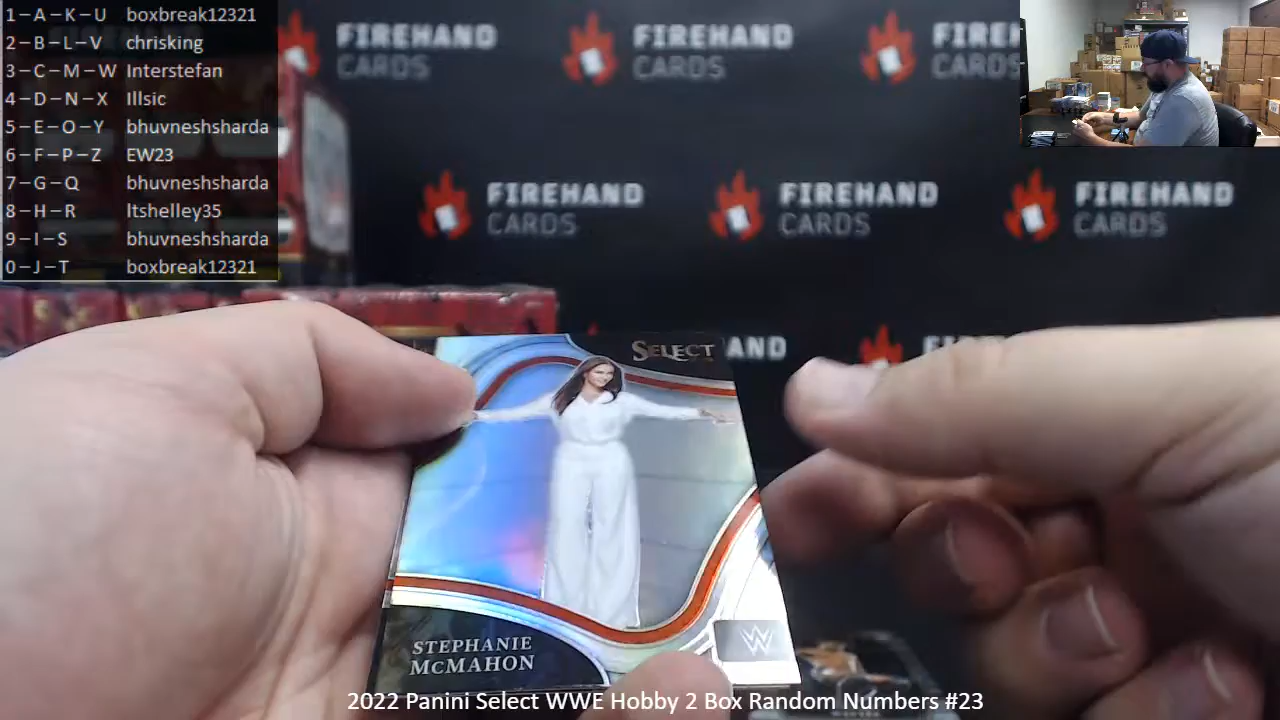 1-A-K-U boxbreak12321
2-B-L-V chrisking
3-C-M-W Interstefan
4-D-N-X Illsic
5-E-O-Y bhuvneshsharda
6-F-P-Z EW23
7-G-Q bhuvneshsharda
8-H-R ltshelley35
9-I-S bhuvneshsharda
0-J-T boxbreak12321
FIREHAND CARDS
FIREHAND CARDS
FIREHAND CARDS
FIREHAND CARDS
FIREHAND CARDS
SELECT
STEPHANIE
McMAHON
W
2022 Panini Select WWE Hobby 2 Box Random Numbers #23